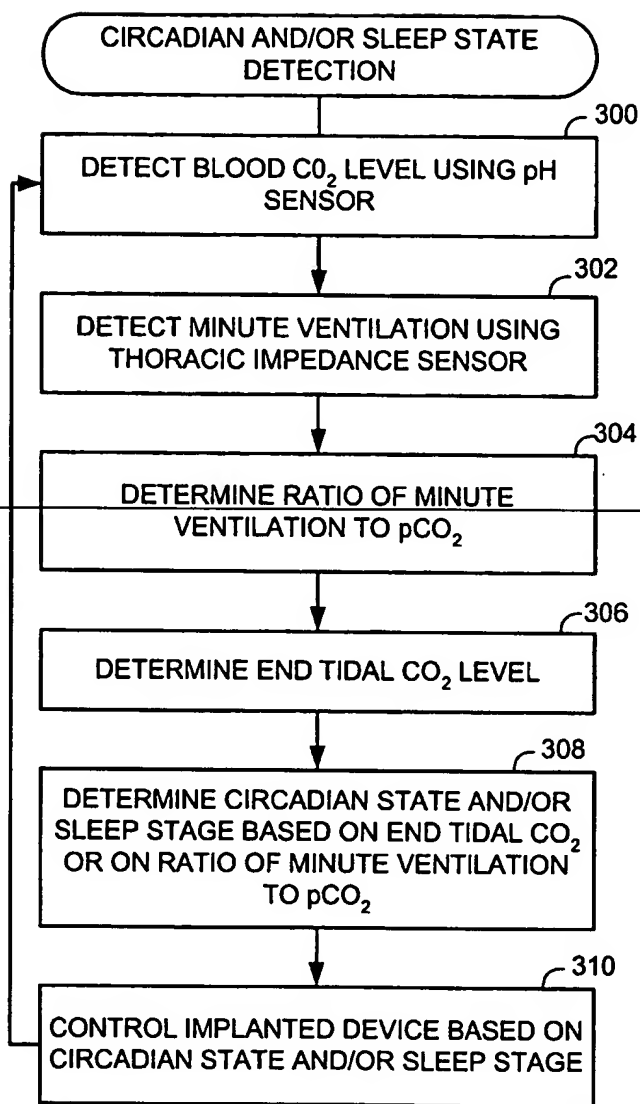 CIRCADIAN AND/OR SLEEP STATE
DETECTION
300
DETECT BLOOD C0₂ LEVEL USING pH
SENSOR
302
DETECT MINUTE VENTILATION USING
THORACIC IMPEDANCE SENSOR
304
DETERMINE RATIO OF MINUTE
VENTILATION TO pCO₂
306
DETERMINE END TIDAL CO₂ LEVEL
308
DETERMINE CIRCADIAN STATE AND/OR
SLEEP STAGE BASED ON END TIDAL CO₂
OR ON RATIO OF MINUTE VENTILATION
TO pCO₂
310
CONTROL IMPLANTED DEVICE BASED ON
CIRCADIAN STATE AND/OR SLEEP STAGE